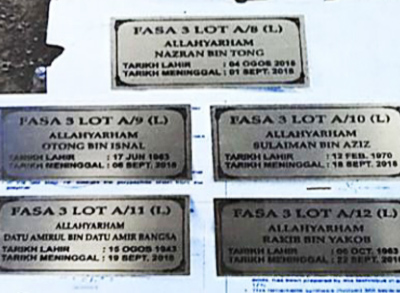 FASA 3 LOT A/8 (L)
ALLAHYARHAM
NAZRAN BIN TONG
TARIKH LAHIR : 04 OGOS 2018
TARIKH MENINGGAL : 01 SEPT. 2018
FASA 3 LOT A/9 (L)
ALLAHYARHAM
OTONG BIN ISNAL
TARIKH LAHIR : 17 JUN 1963
TARIKH MENINGGAL : 06 SEPT. 2018
FASA 3 LOT A/10 (L)
ALLAHYARHAM
SULAIMAN BIN AZIZ
TARIKH LAHIR : 12 FEB. 1970
TARIKH MENINGGAL : 18 SEPT. 2018
FASA 3 LOT A/11 (L)
ALLAHYARHAM
DATU AMIRUL BIN DATU AMIR BANGSA
TARIKH LAHIR : 15 OGOS 1943
TARIKH MENINGGAL : 19 SEPT. 2018
FASA 3 LOT A/12 (L)
ALLAHYARHAM
RAKIB BIN YAKOB
TARIKH LAHIR : 06 OCT. 1963
TARIKH MENINGGAL : 22 SEPT. 2018